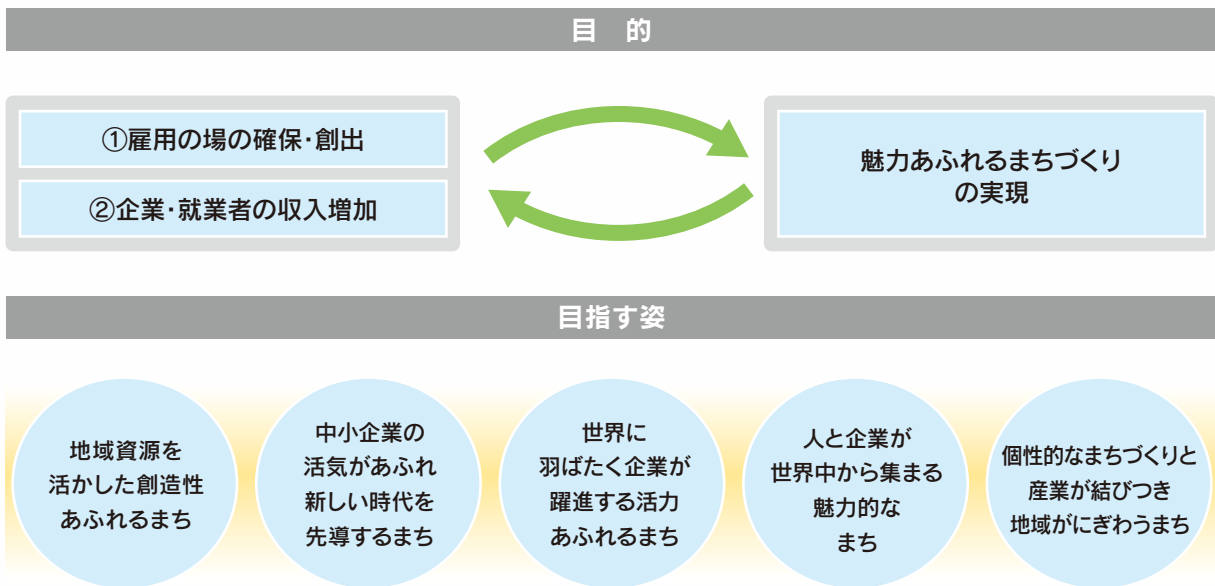 目 的
①雇用の場の確保・創出
②企業・就業者の収入増加
魅力あふれるまちづくり
の実現
目指す姿
地域資源を
活かした創造性
あふれるまち
中小企業の
活気があふれ
新しい時代を
先導するまち
世界に
羽ばたく企業が
躍進する活力
あふれるまち
人と企業が
世界中から集まる
魅力的な
まち
個性的なまちづくりと
産業が結びつき
地域がにぎわうまち